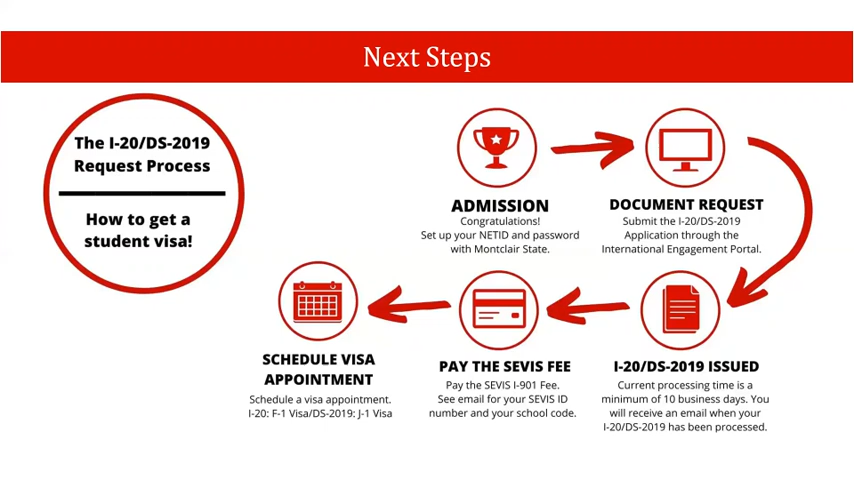 Next Steps
The I-20/DS-2019
Request Process
How to get a
student visa!
ADMISSION
Congratulations!
Set up your NETID and password
with Montclair State.
DOCUMENT REQUEST
Submit the I-20/DS-2019
Application through the
International Engagement Portal.
I-20/DS-2019 ISSUED
Current processing time is a
minimum of 10 business days. You
will receive an email when your
I-20/DS-2019 has been processed.
PAY THE SEVIS FEE
Pay the SEVIS I-901 Fee.
See email for your SEVIS ID
number and your school code.
SCHEDULE VISA
APPOINTMENT
Schedule a visa appointment.
I-20: F-1 Visa/DS-2019: J-1 Visa